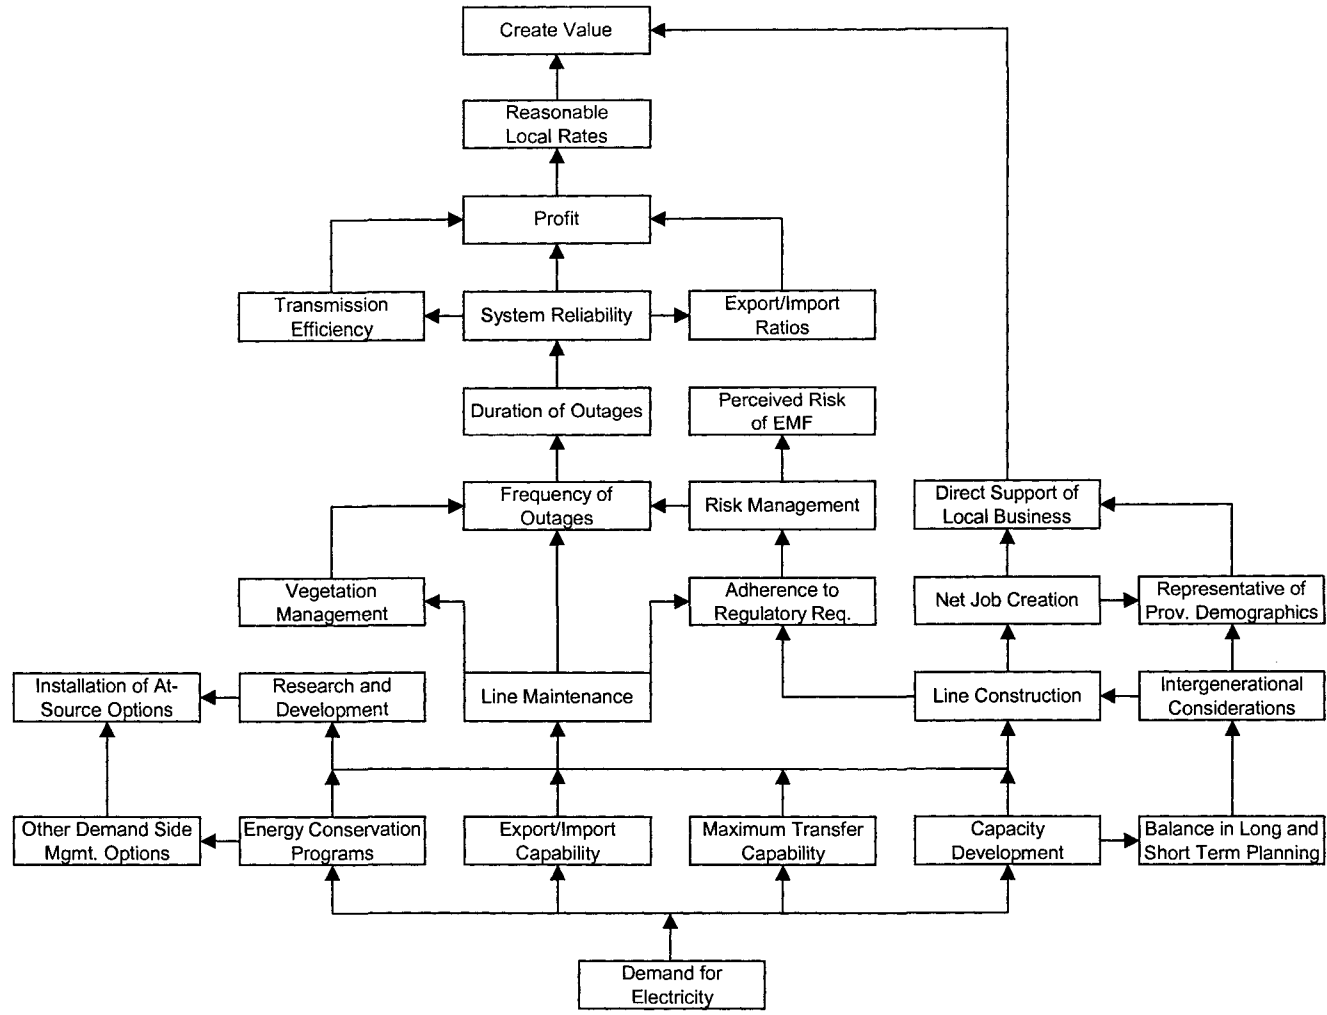 Create Value
Reasonable
Local Rates
Profit
Transmission
Efficiency
System Reliability
Export/Import
Ratios
Duration of Outages
Perceived Risk
of EMF
Frequency of
Outages
Risk Management
Direct Support of
Local Business
Vegetation
Management
Adherence to
Regulatory Req.
Net Job Creation
Representative of
Prov. Demographics
Installation of At-
Source Options
Research and
Development
Line Maintenance
Line Construction
Intergenerational
Considerations
Other Demand Side
Mgmt. Options
Energy Conservation
Programs
Export/Import
Capability
Maximum Transfer
Capability
Capacity
Development
Balance in Long and
Short Term Planning
Demand for
Electricity